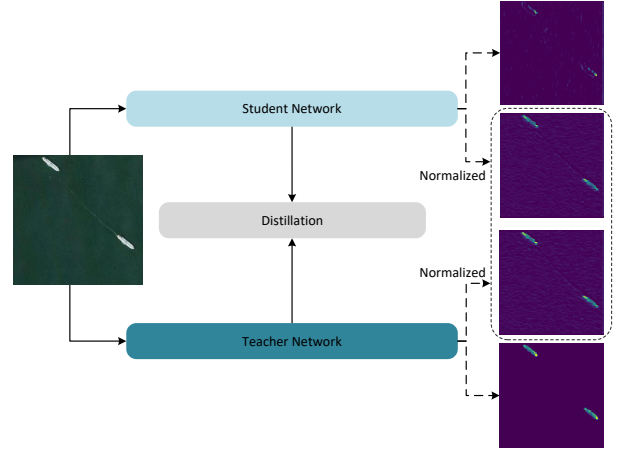 Student Network
Normalized
Distillation
Normalized
Teacher Network